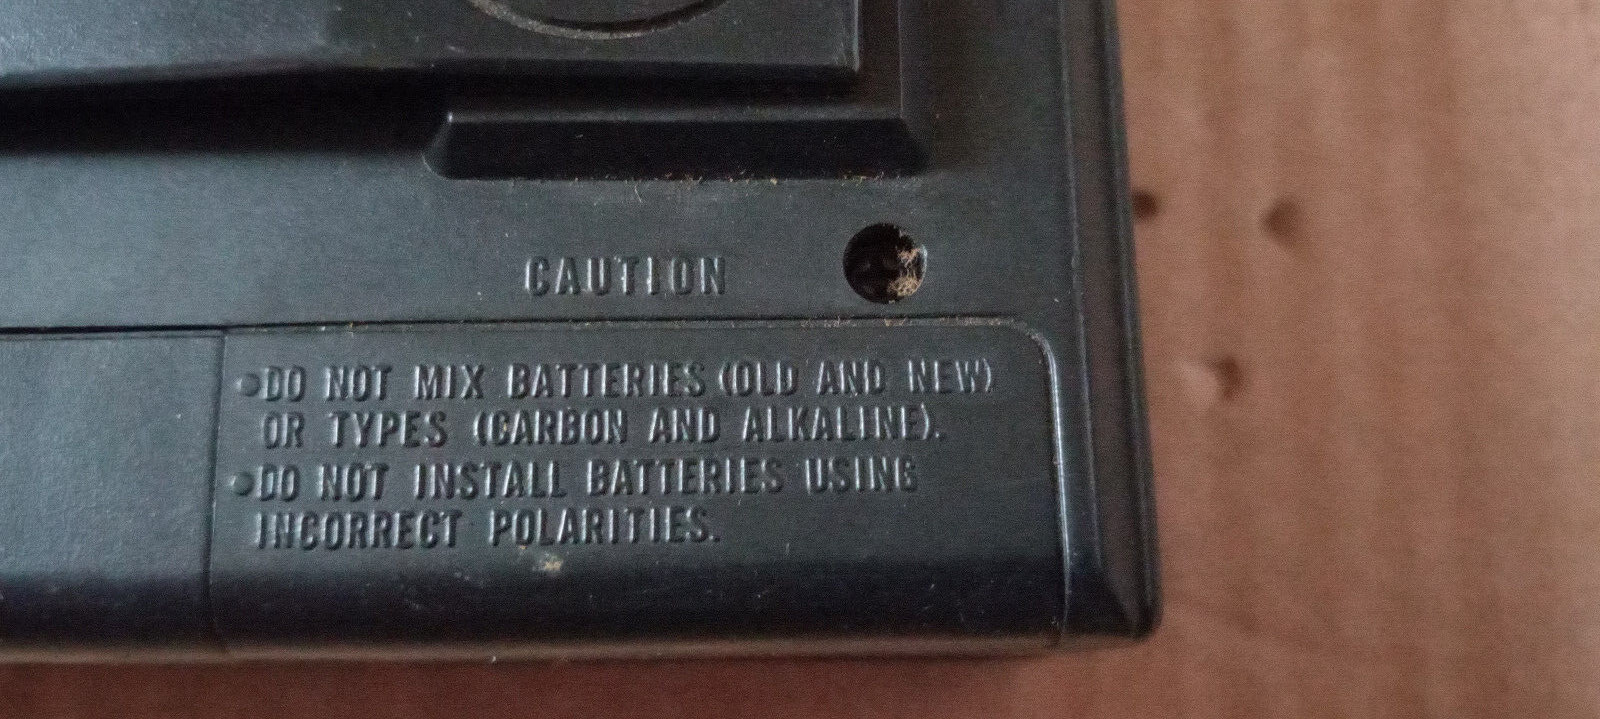 CAUTION
•DO NOT MIX BATTERIES (OLD AND NEW)
OR TYPES (CARBON AND ALKALINE).
•DO NOT INSTALL BATTERIES USING
INCORRECT POLARITIES.